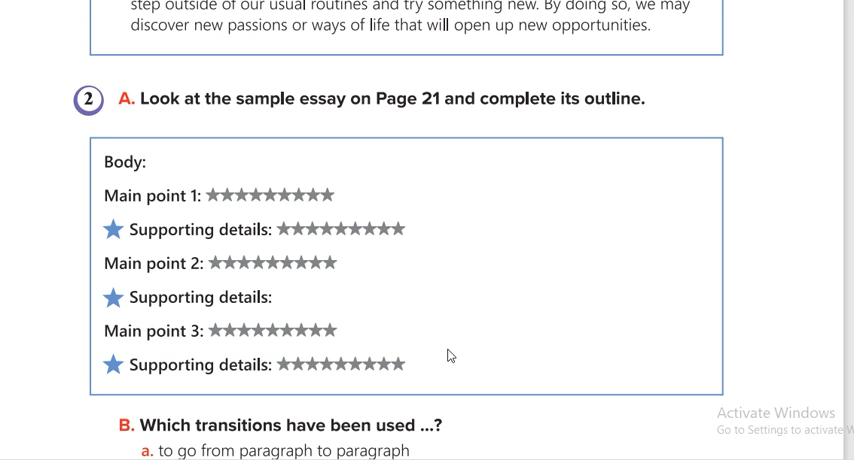 step outside of our usual routines and try something new. By doing so, we may
discover new passions or ways of life that will open up new opportunities.
2 A. Look at the sample essay on Page 21 and complete its outline.
Body:
Main point 1: ★★★★★★★★★
★ Supporting details: ★★★★★★★★★
Main point 2: ★★★★★★★★★
★ Supporting details:
Main point 3: ★★★★★★★★★
★ Supporting details: ★★★★★★★★★
B. Which transitions have been used ...?
a. to go from paragraph to paragraph
Activate Windows
Go to Settings to activate W